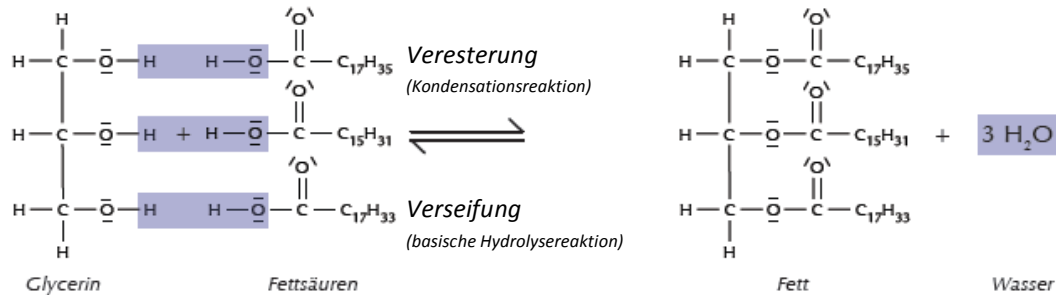 H H
H—C—O̲̅—H H—O̲̅—C—C₁₇H₃₅ Veresterung H—C—O̲̅—C—C₁₇H₃₅
(Kondensationsreaktion)
H—C—O̲̅—H + H—O̲̅—C—C₁₅H₃₁ H—C—O̲̅—C—C₁₅H₃₁ + 3 H₂O
H—C—O̲̅—H H—O̲̅—C—C₁₇H₃₃ Verseifung H—C—O̲̅—C—C₁₇H₃₃
(basische Hydrolysereaktion)
H H
Glycerin Fettsäuren Fett Wasser